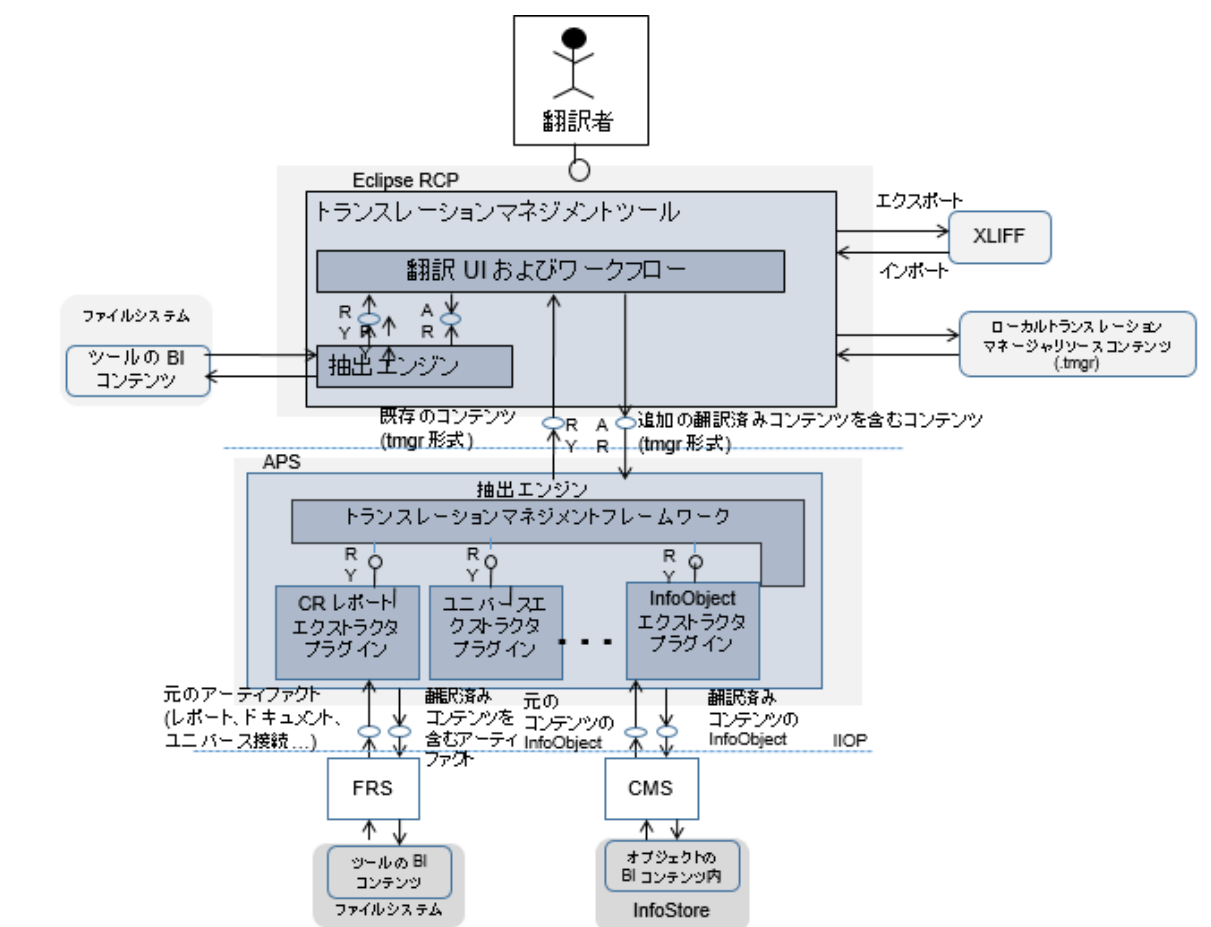 翻訳者
Eclipse RCP
トランスレーションマネジメントツール
エクスポート
XLIFF
インポート
翻訳 UI およびワークフロー
R
Y
R
Y
A
R
ファイルシステム
ツールの BI
コンテンツ
抽出エンジン
ローカルトランスレーション
マネージャリソースコンテンツ
(.tmgr)
既存のコンテンツ
(tmgr 形式)
R
Y
A
R
追加の翻訳済みコンテンツを含むコンテンツ
(tmgr 形式)
APS
抽出エンジン
トランスレーションマネジメントフレームワーク
R
Y
R
Y
R
Y
CR レポート
エクストラクタ
プラグイン
ユニバースエ
クストラクタ
プラグイン
...
InfoObject
エクストラクタ
プラグイン
元のアーティファクト
(レポート、ドキュメント、
ユニバース接続...)
翻訳済み
コンテンツを
含むアーティ
ファクト
元の
コンテンツの
InfoObject
翻訳済み
コンテンツの
InfoObject
IIOP
FRS
CMS
ツールの BI
コンテンツ
ファイルシステム
オブジェクトの
BI コンテンツ内
InfoStore